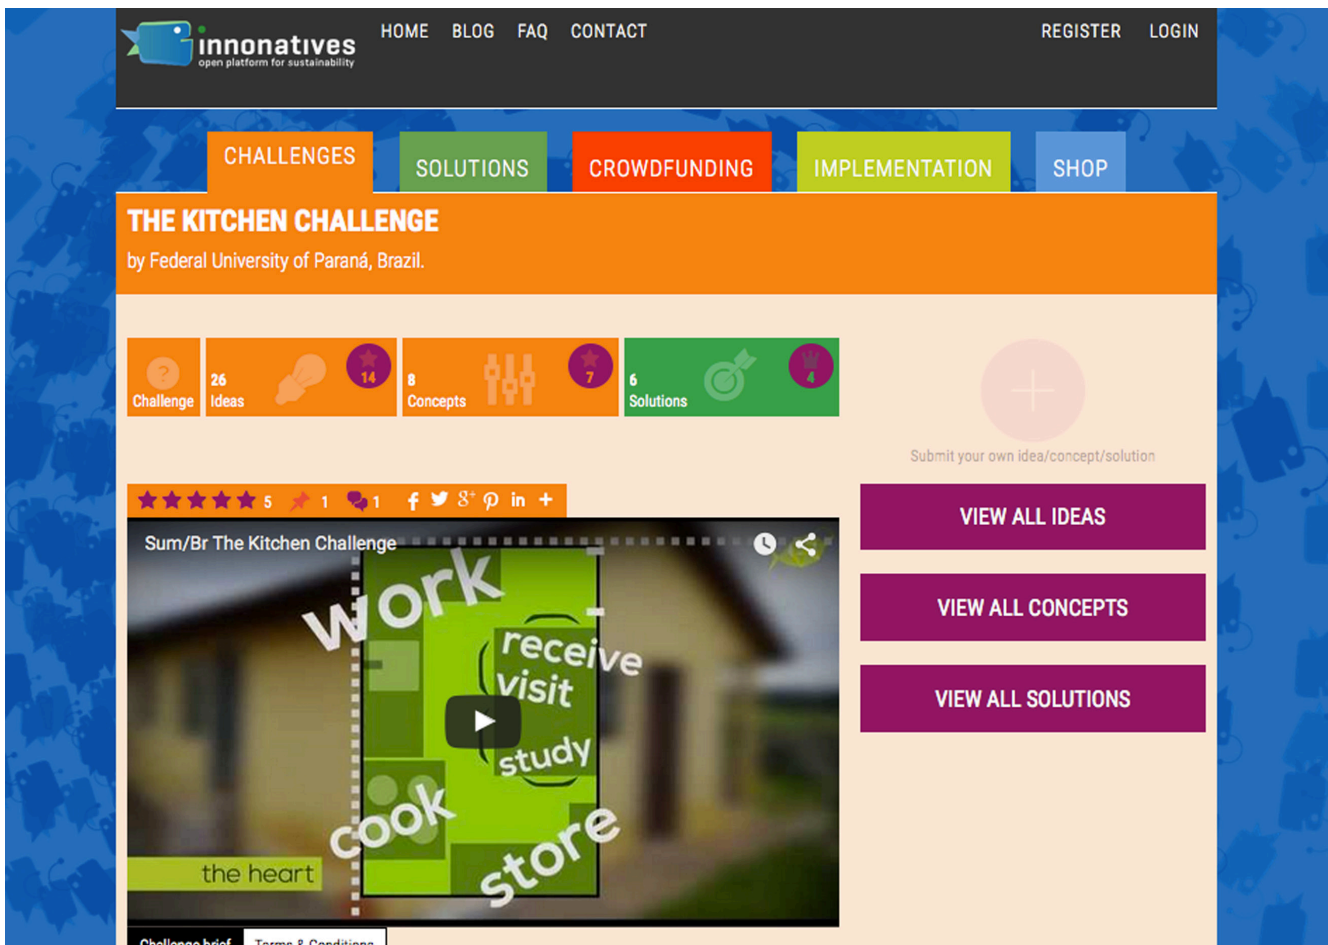 innonatives
open platform for sustainability
HOME BLOG FAQ CONTACT
REGISTER LOGIN
CHALLENGES
SOLUTIONS
CROWDFUNDING
IMPLEMENTATION
SHOP
THE KITCHEN CHALLENGE
by Federal University of Paraná, Brazil.
?
Challenge
26
Ideas
14
8
Concepts
7
6
Solutions
4
Submit your own idea/concept/solution
5 1 1 f g+ p in +
VIEW ALL IDEAS
VIEW ALL CONCEPTS
VIEW ALL SOLUTIONS
Sum/Br The Kitchen Challenge
work
receive
visit
study
cook
store
the heart
Challenge brief
Terms & Conditions